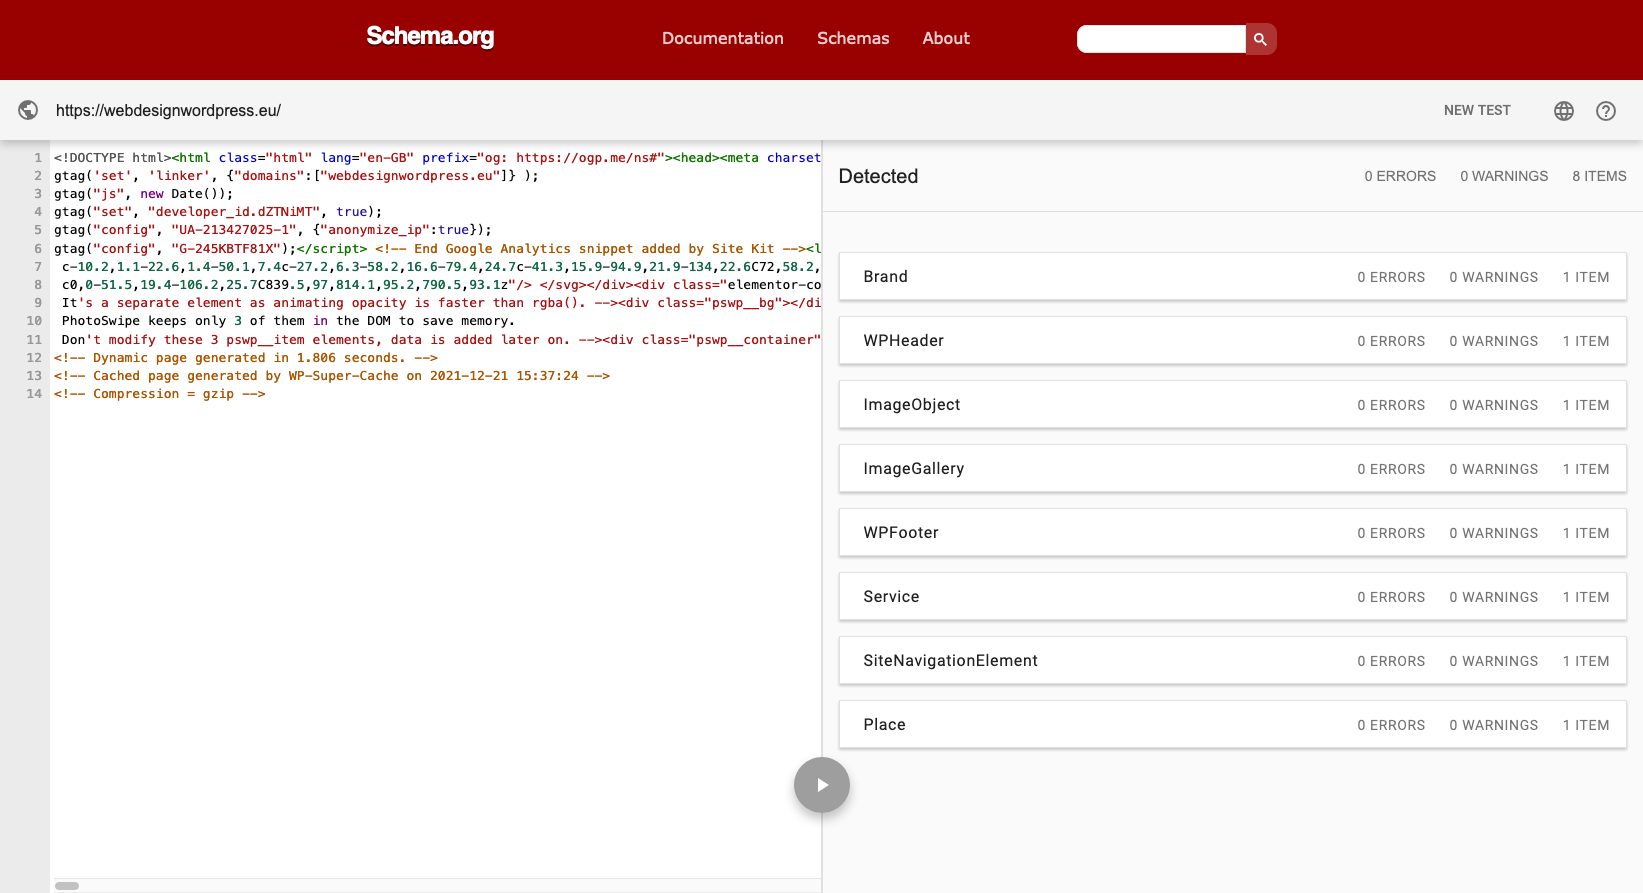 Schema.org
Documentation
Schemas
About
https://webdesignwordpress.eu/
NEW TEST
1 <!DOCTYPE html><html class="html" lang="en-GB" prefix="og: https://ogp.me/ns#"><head><meta charset
2 gtag('set', 'linker', {"domains":["webdesignwordpress.eu"]} );
3 gtag("js", new Date());
4 gtag("set", "developer_id.dZTNiMT", true);
5 gtag("config", "UA-213427025-1", {"anonymize_ip":true});
6 gtag("config", "G-245KBTF81X");</script> <!-- End Google Analytics snippet added by Site Kit --><l
7 c-10.2,1.1-22.6,1.4-50.1,7.4c-27.2,6.3-58.2,16.6-79.4,24.7c-41.3,15.9-94.9,21.9-134,22.6C72,58.2,
8 c0,0-51.5,19.4-106.2,25.7C839.5,97,814.1,95.2,790.5,93.1z"/> </svg></div><div class="elementor-co
9 It's a separate element as animating opacity is faster than rgba(). --><div class="pswp__bg"></di
10 PhotoSwipe keeps only 3 of them in the DOM to save memory.
11 Don't modify these 3 pswp__item elements, data is added later on. --><div class="pswp__container"
12 <!-- Dynamic page generated in 1.806 seconds. -->
13 <!-- Cached page generated by WP-Super-Cache on 2021-12-21 15:37:24 -->
14 <!-- Compression = gzip -->
Detected 0 ERRORS 0 WARNINGS 8 ITEMS
Brand 0 ERRORS 0 WARNINGS 1 ITEM
WPHeader 0 ERRORS 0 WARNINGS 1 ITEM
ImageObject 0 ERRORS 0 WARNINGS 1 ITEM
ImageGallery 0 ERRORS 0 WARNINGS 1 ITEM
WPFooter 0 ERRORS 0 WARNINGS 1 ITEM
Service 0 ERRORS 0 WARNINGS 1 ITEM
SiteNavigationElement 0 ERRORS 0 WARNINGS 1 ITEM
Place 0 ERRORS 0 WARNINGS 1 ITEM